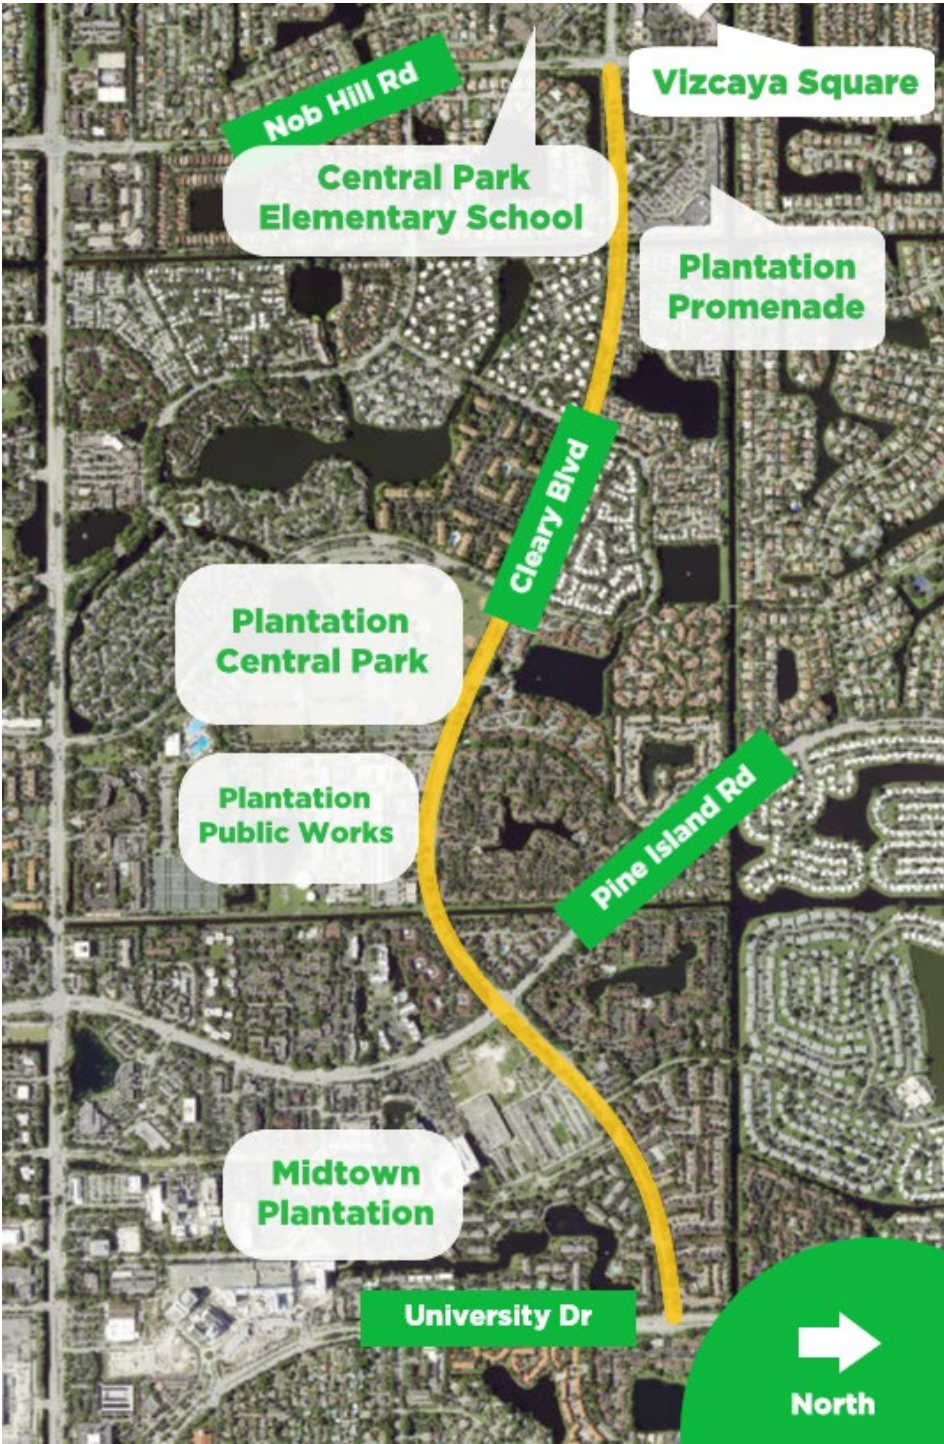 Nob Hill Rd
Vizcaya Square
Central Park
Elementary School
Plantation
Promenade
Cleary Blvd
Plantation
Central Park
Plantation
Public Works
Pine Island Rd
Midtown
Plantation
University Dr
North